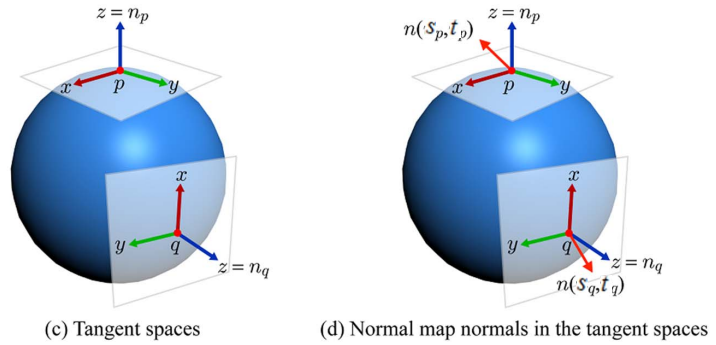 z = n_p
x
p
y
x
y
q
z = n_q
(c) Tangent spaces
z = n_p
n(s_p,t_p)
x
p
y
x
y
q
z = n_q
n(s_q,t_q)
(d) Normal map normals in the tangent spaces